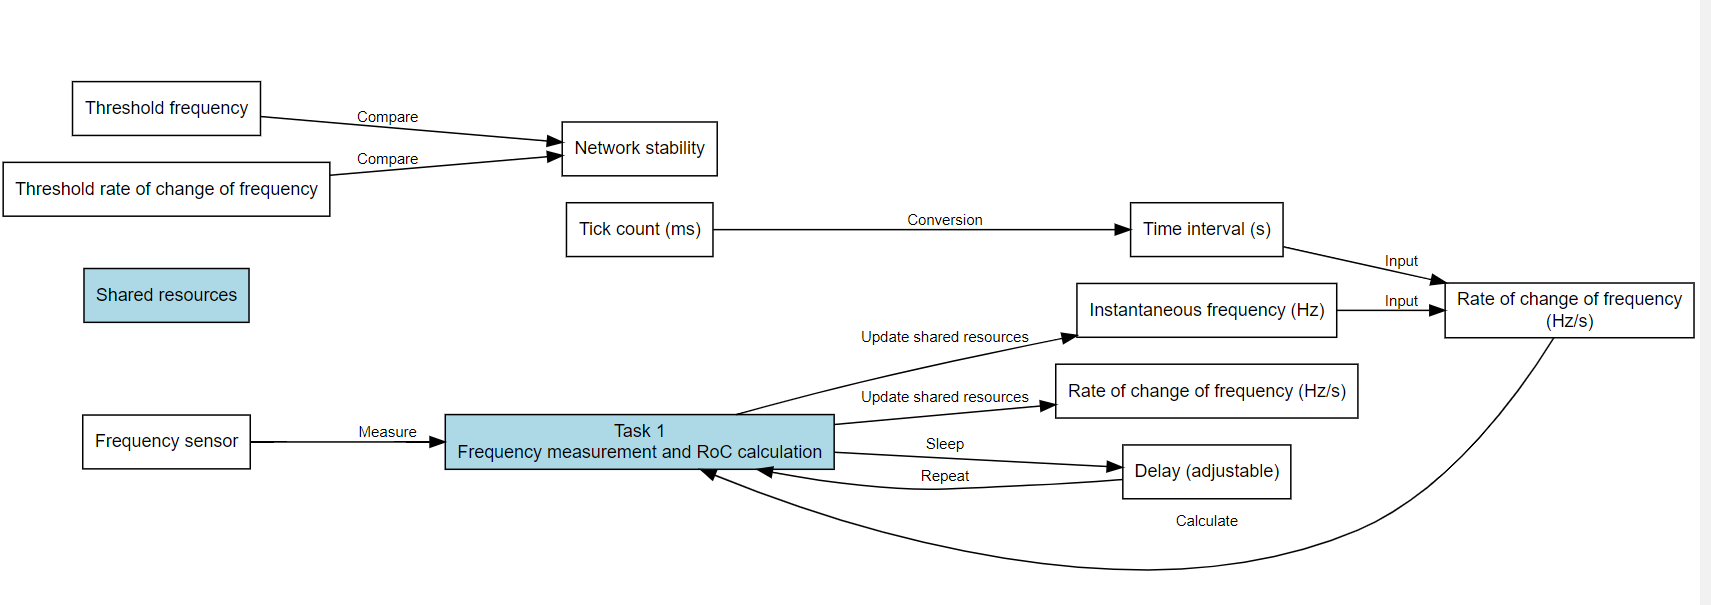 Threshold frequency
Compare
Network stability
Compare
Threshold rate of change of frequency
Tick count (ms)
Conversion
Time interval (s)
Input
Shared resources
Instantaneous frequency (Hz)
Input
Rate of change of frequency
(Hz/s)
Update shared resources
Update shared resources
Rate of change of frequency (Hz/s)
Frequency sensor
Measure
Task 1
Frequency measurement and RoC calculation
Sleep
Repeat
Delay (adjustable)
Calculate